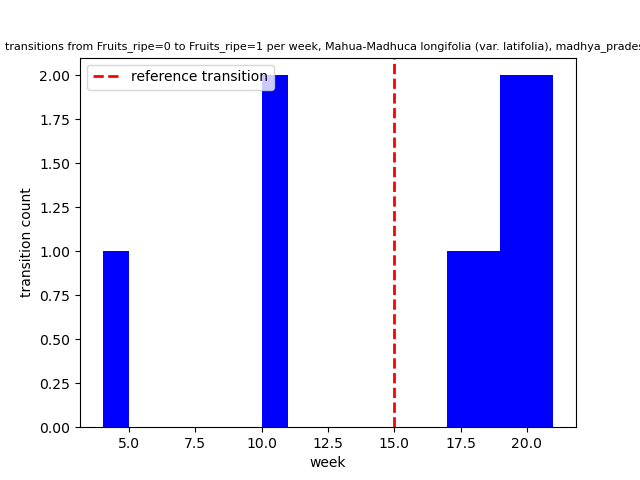 transitions from Fruits_ripe=0 to Fruits_ripe=1 per week, Mahua-Madhuca longifolia (var. latifolia), madhya_prades
reference transition
transition count
2.00
1.75
1.50
1.25
1.00
0.75
0.50
0.25
0.00
5.0 7.5 10.0 12.5 15.0 17.5 20.0
week